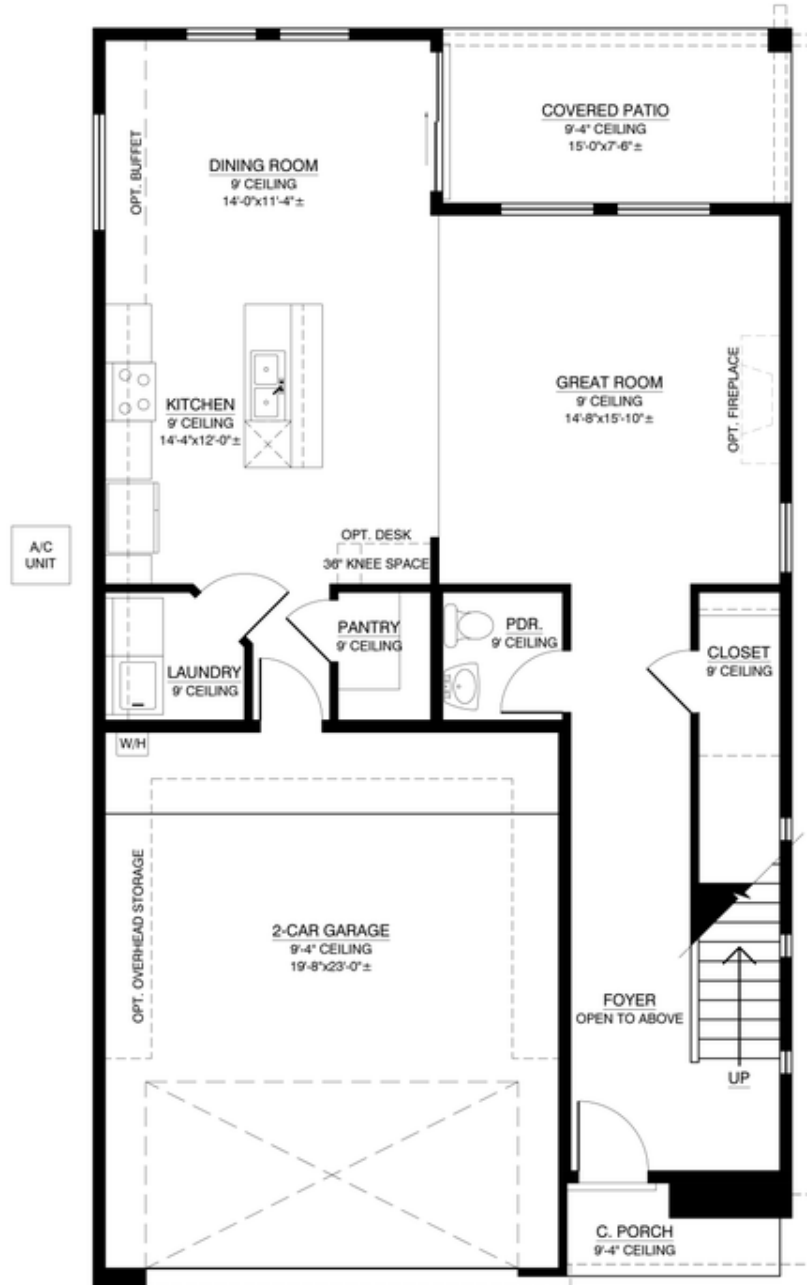 COVERED PATIO
9'-4" CEILING
15'-0"x7'-6"±
OPT. BUFFET
DINING ROOM
9' CEILING
14'-0"x11'-4"±
KITCHEN
9' CEILING
14'-4"x12'-0"±
GREAT ROOM
9' CEILING
14'-8"x15'-10"±
OPT. FIREPLACE
A/C
UNIT
OPT. DESK
36" KNEE SPACE
LAUNDRY
9' CEILING
PANTRY
9' CEILING
PDR.
9' CEILING
CLOSET
9' CEILING
W/H
OPT. OVERHEAD STORAGE
2-CAR GARAGE
9'-4" CEILING
19'-8"x23'-0"±
FOYER
OPEN TO ABOVE
UP
C. PORCH
9'-4" CEILING